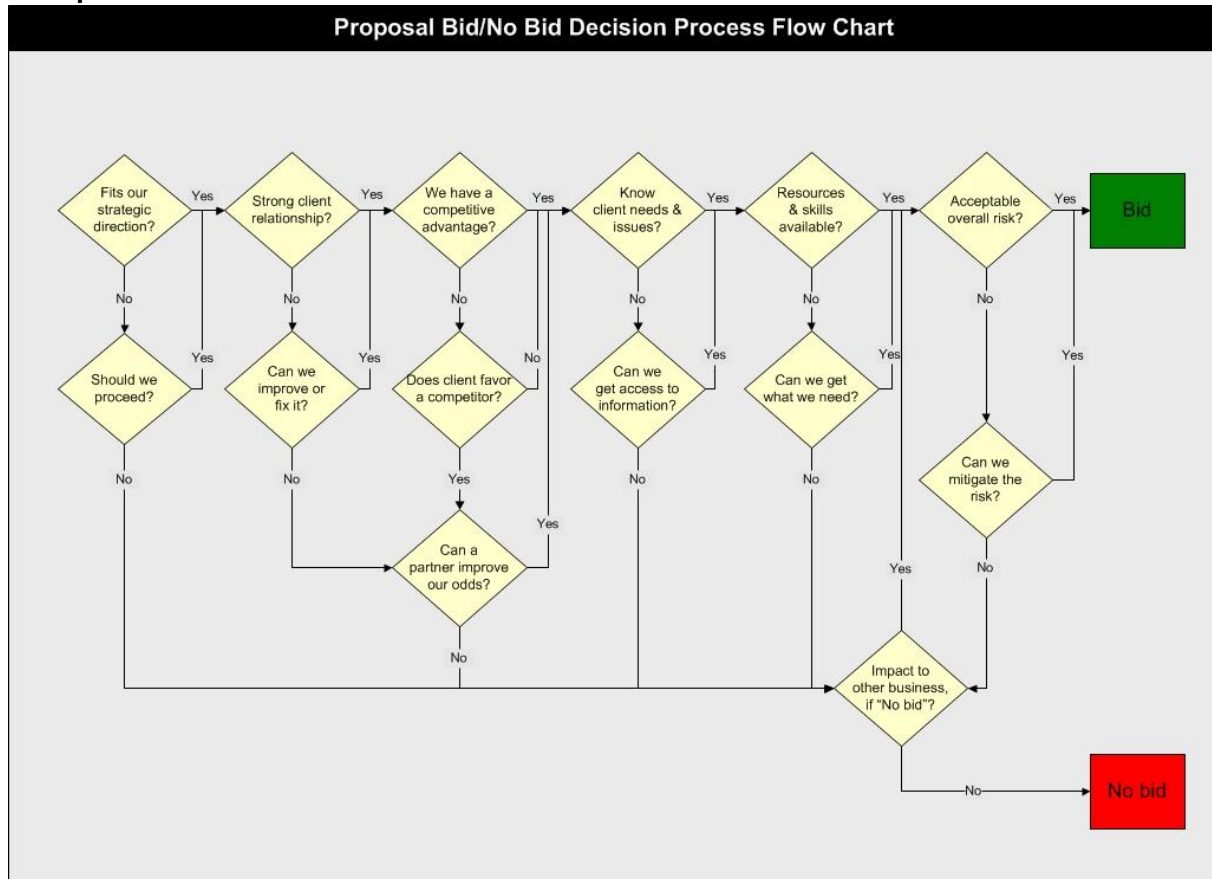 Proposal Bid/No Bid Decision Process Flow Chart
Fits our
strategic
direction?
Yes
Strong client
relationship?
Yes
We have a
competitive
advantage?
Yes
Know
client needs &
issues?
Yes
Resources
& skills
available?
Yes
Acceptable
overall risk?
Yes
Bid
No
No
No
No
No
No
Should we
proceed?
Yes
Can we
improve or
fix it?
Yes
Does client favor
a competitor?
No
Can we
get access to
information?
Yes
Can we get
what we need?
Yes
Yes
No
No
Yes
No
No
Can we
mitigate the
risk?
Can a
partner improve
our odds?
Yes
Yes
No
No
Impact to
other business,
if "No bid"?
No
No bid